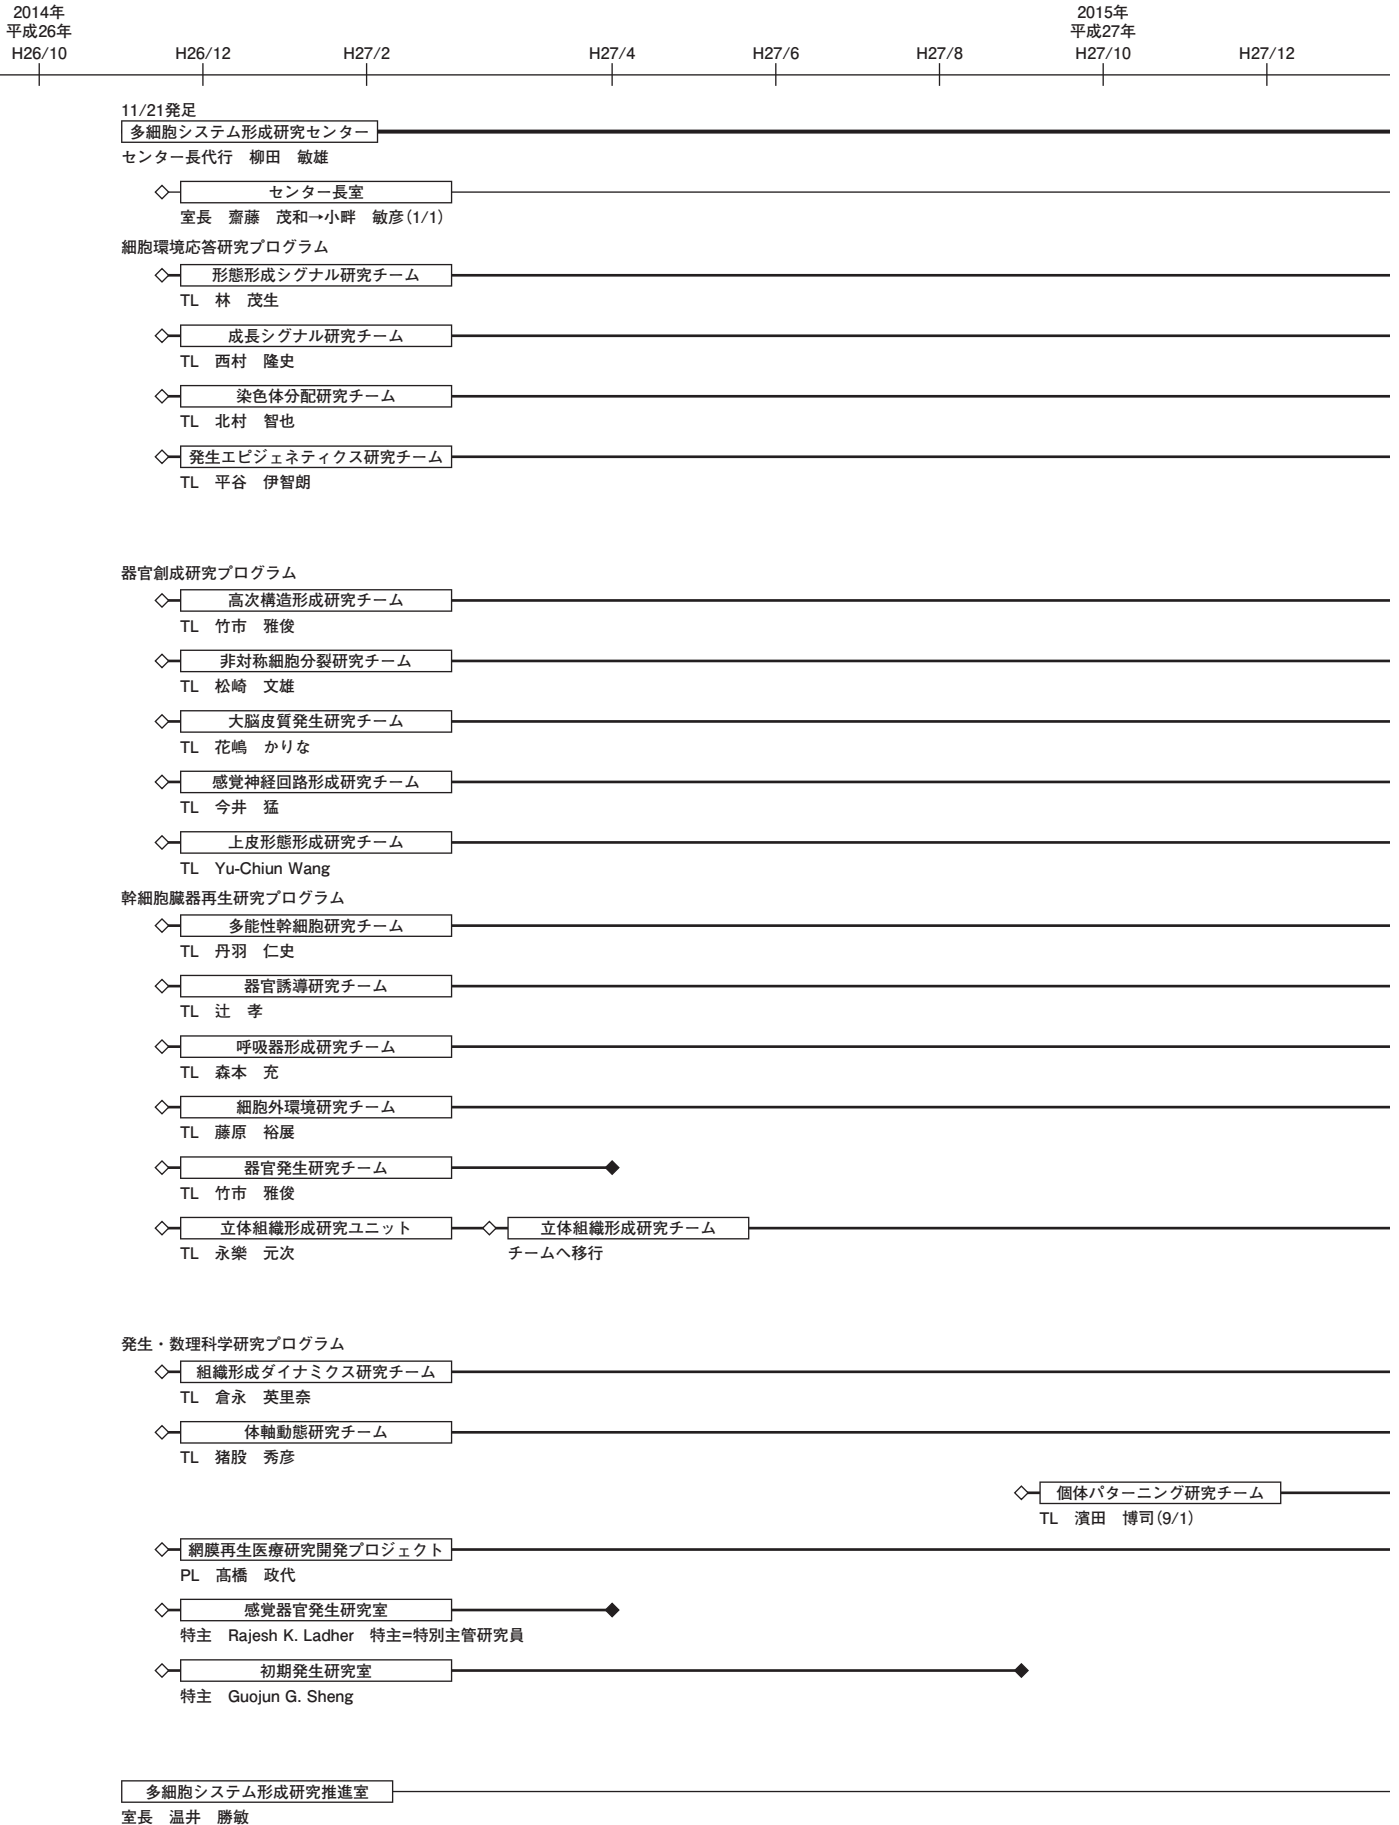 2014年
平成26年
H26/10
H26/12
H27/2
H27/4
H27/6
H27/8
2015年
平成27年
H27/10
H27/12
11/21発足
多細胞システム形成研究センター
センター長代行　柳田　敏雄
センター長室
室長　齋藤　茂和→小畔　敏彦(1/1)
細胞環境応答研究プログラム
形態形成シグナル研究チーム
TL　林　茂生
成長シグナル研究チーム
TL　西村　隆史
染色体分配研究チーム
TL　北村　智也
発生エピジェネティクス研究チーム
TL　平谷　伊智朗
器官創成研究プログラム
高次構造形成研究チーム
TL　竹市　雅俊
非対称細胞分裂研究チーム
TL　松崎　文雄
大脳皮質発生研究チーム
TL　花嶋　かりな
感覚神経回路形成研究チーム
TL　今井　猛
上皮形態形成研究チーム
TL　Yu-Chiun Wang
幹細胞臓器再生研究プログラム
多能性幹細胞研究チーム
TL　丹羽　仁史
器官誘導研究チーム
TL　辻　孝
呼吸器形成研究チーム
TL　森本　充
細胞外環境研究チーム
TL　藤原　裕展
器官発生研究チーム
TL　竹市　雅俊
立体組織形成研究ユニット　立体組織形成研究チーム
TL　永樂　元次　チームへ移行
発生・数理科学研究プログラム
組織形成ダイナミクス研究チーム
TL　倉永　英里奈
体軸動態研究チーム
TL　猪股　秀彦
個体パターニング研究チーム
TL　濱田　博司(9/1)
網膜再生医療研究開発プロジェクト
PL　髙橋　政代
感覚器官発生研究室
特主　Rajesh K. Ladher　特主=特別主管研究員
初期発生研究室
特主　Guojun G. Sheng
多細胞システム形成研究推進室
室長　温井　勝敏